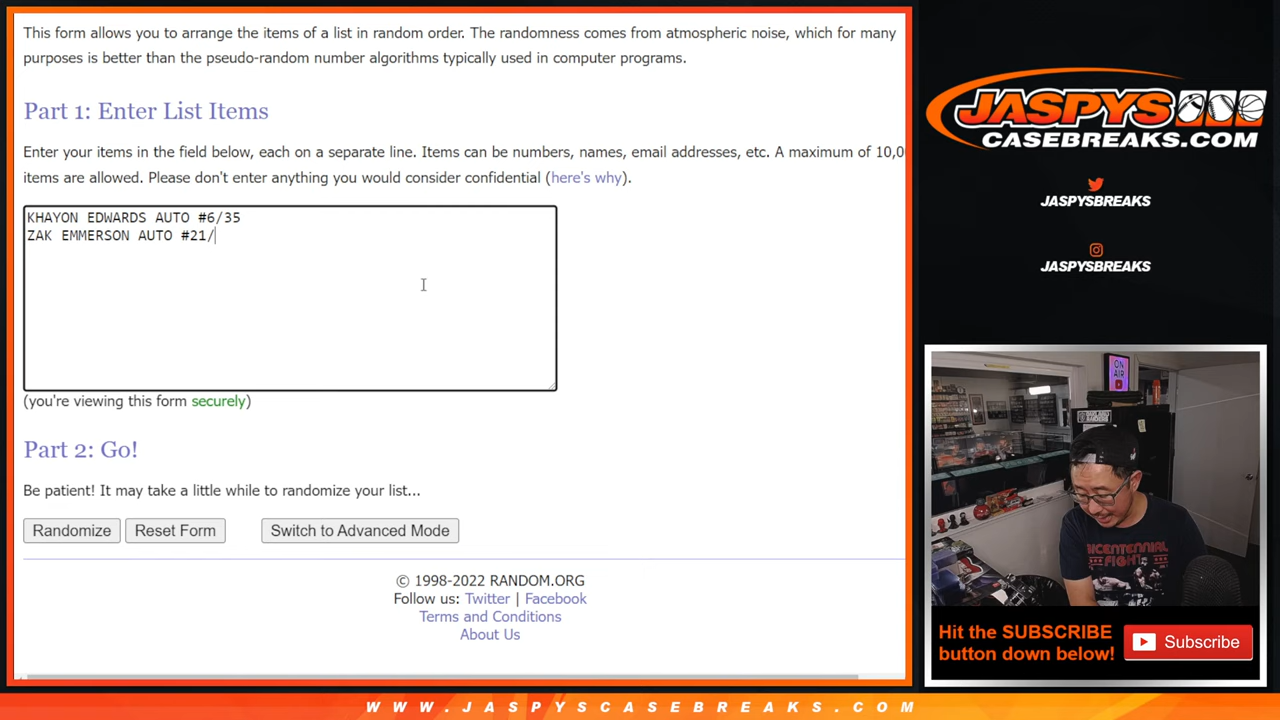 This form allows you to arrange the items of a list in random order. The randomness comes from atmospheric noise, which for many
purposes is better than the pseudo-random number algorithms typically used in computer programs.
Part 1: Enter List Items
Enter your items in the field below, each on a separate line. Items can be numbers, names, email addresses, etc. A maximum of 10,0
items are allowed. Please don't enter anything you would consider confidential (here's why).
KHAYON EDWARDS AUTO #6/35
ZAK EMMERSON AUTO #21/
(you're viewing this form securely)
Part 2: Go!
Be patient! It may take a little while to randomize your list...
Randomize
Reset Form
Switch to Advanced Mode
© 1998-2022 RANDOM.ORG
Follow us: Twitter | Facebook
Terms and Conditions
About Us
JASPYS
CASEBREAKS.COM
JASPYSBREAKS
JASPYSBREAKS
ON
AIR
BICENTENNIAL
FIGHT
Hit the SUBSCRIBE
button down below!
Subscribe
WWW.JASPYSCASEBREAKS.COM